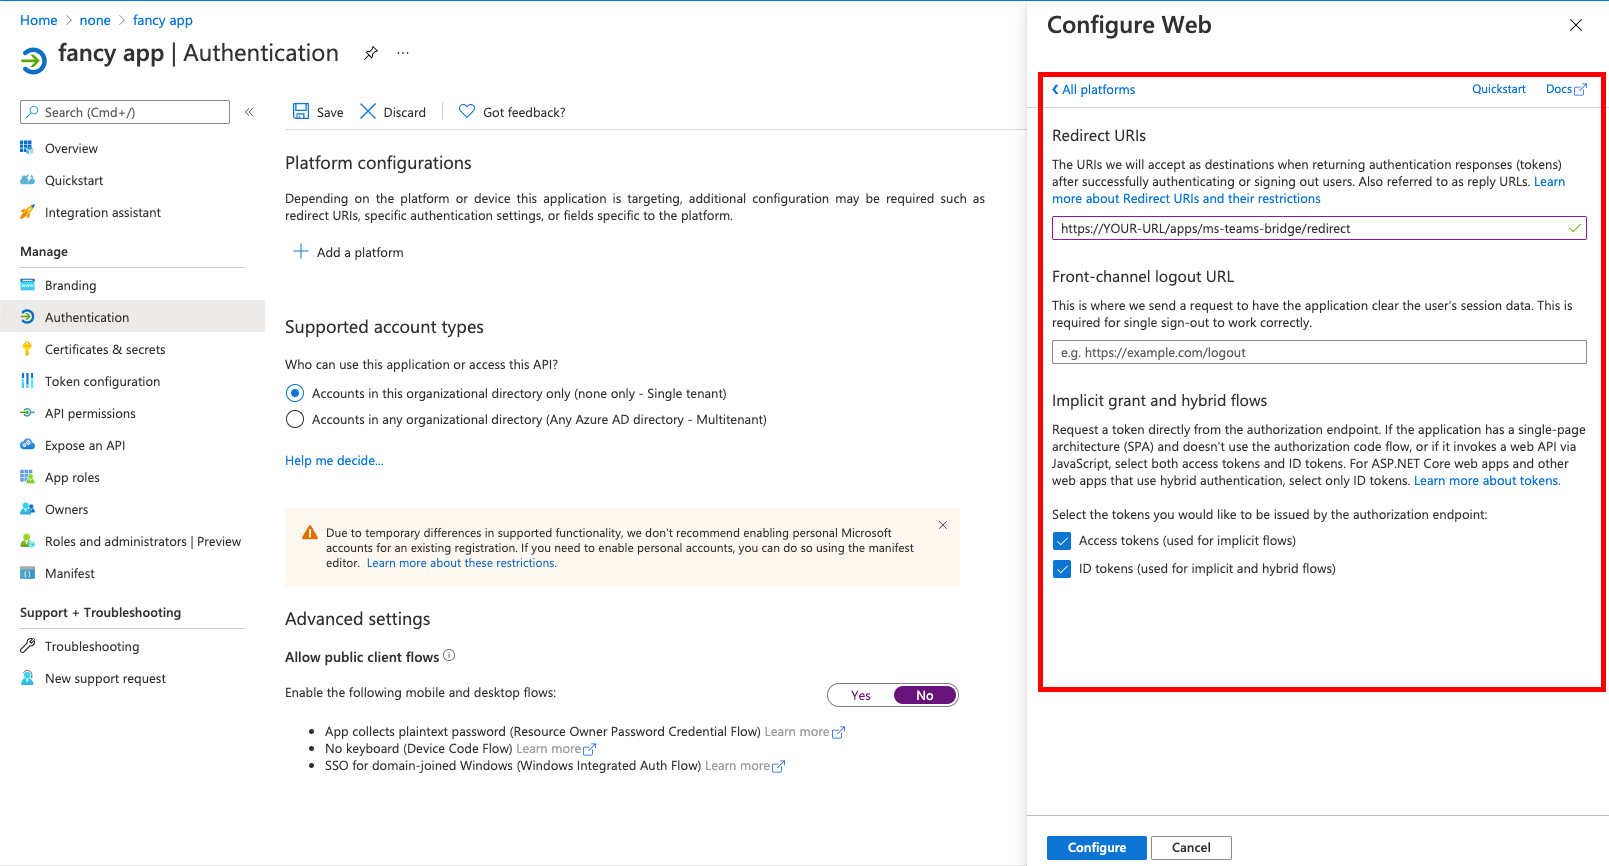 Home > none > fancy app
fancy app | Authentication
Search (Cmd+/)
Overview
Quickstart
Integration assistant
Manage
Branding
Authentication
Certificates & secrets
Token configuration
API permissions
Expose an API
App roles
Owners
Roles and administrators | Preview
Manifest
Support + Troubleshooting
Troubleshooting
New support request
Save
Discard
Got feedback?
Platform configurations
Depending on the platform or device this application is targeting, additional configuration may be required such as
redirect URIs, specific authentication settings, or fields specific to the platform.
Add a platform
Supported account types
Who can use this application or access this API?
Accounts in this organizational directory only (none only - Single tenant)
Accounts in any organizational directory (Any Azure AD directory - Multitenant)
Help me decide...
Due to temporary differences in supported functionality, we don't recommend enabling personal Microsoft
accounts for an existing registration. If you need to enable personal accounts, you can do so using the manifest
editor. Learn more about these restrictions.
Advanced settings
Allow public client flows
Enable the following mobile and desktop flows:
Yes
No
• App collects plaintext password (Resource Owner Password Credential Flow) Learn more
• No keyboard (Device Code Flow) Learn more
• SSO for domain-joined Windows (Windows Integrated Auth Flow) Learn more
Configure Web
All platforms
Quickstart
Docs
Redirect URIs
The URIs we will accept as destinations when returning authentication responses (tokens)
after successfully authenticating or signing out users. Also referred to as reply URLs. Learn
more about Redirect URIs and their restrictions
https://YOUR-URL/apps/ms-teams-bridge/redirect
Front-channel logout URL
This is where we send a request to have the application clear the user's session data. This is
required for single sign-out to work correctly.
e.g. https://example.com/logout
Implicit grant and hybrid flows
Request a token directly from the authorization endpoint. If the application has a single-page
architecture (SPA) and doesn't use the authorization code flow, or if it invokes a web API via
JavaScript, select both access tokens and ID tokens. For ASP.NET Core web apps and other
web apps that use hybrid authentication, select only ID tokens. Learn more about tokens.
Select the tokens you would like to be issued by the authorization endpoint:
Access tokens (used for implicit flows)
ID tokens (used for implicit and hybrid flows)
Configure
Cancel